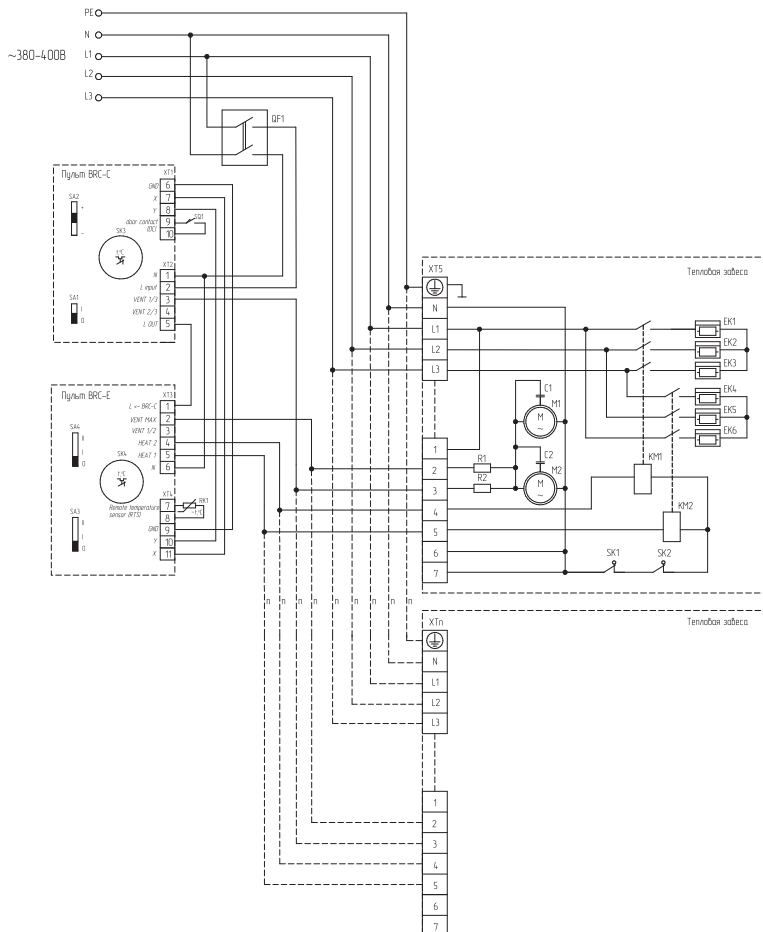 PE
N
~380-400В
L1
L2
L3
QF1
Пульт BRC-C
XT1
SA2
+
-
GND 6
X 7
Y 8
door contact (DC) 9
10
SQ1
SK3
t°C
XT2
N 1
L input 2
VENT 1/3 3
VENT 2/3 4
L OUT 5
SA1
I
0
Пульт BRC-E
XT3
L <- BRC-C 1
VENT MAX 2
VENT 1/2 3
HEAT 2 4
HEAT 1 5
N 6
SA4
II
I
0
SK4
t°C
XT4
Remote temperature sensor (RTS)
7
8
RK1
-t°C
GND 9
Y 10
X 11
SA3
II
I
0
XT5
Тепловая завеса
N
L1
L2
L3
EK1
EK2
EK3
EK4
EK5
EK6
C1
M1
M
~
C2
M2
M
~
R1
R2
KM1
KM2
SK1
SK2
1
2
3
4
5
6
7
n n n n n n n n
XTn
Тепловая завеса
N
L1
L2
L3
1
2
3
4
5
6
7